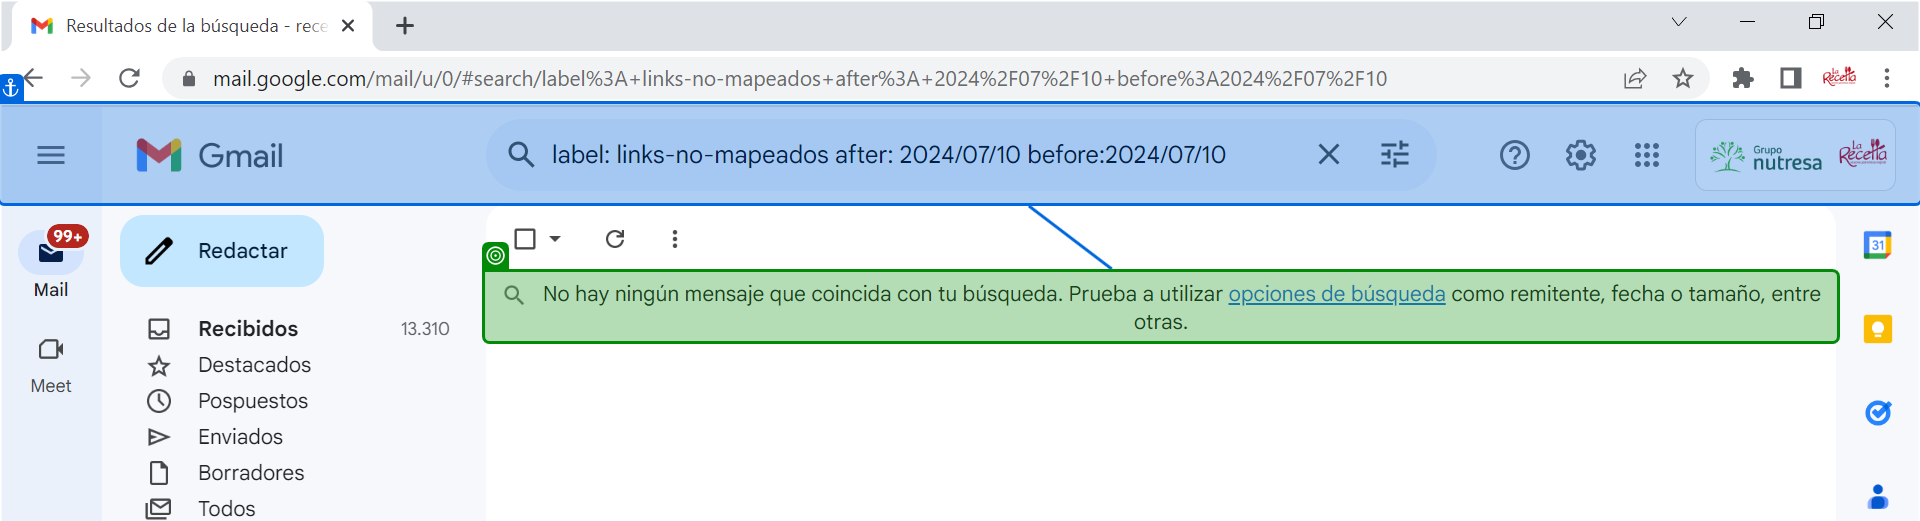 Resultados de la búsqueda - rece
mail.google.com/mail/u/0/#search/label%3A+links-no-mapeados+after%3A+2024%2F07%2F10+before%3A2024%2F07%2F10
La Receta
Gmail
label: links-no-mapeados after: 2024/07/10 before:2024/07/10
Grupo
nutresa
La
Receta
99+
Mail
Meet
Redactar
Recibidos 13.310
Destacados
Pospuestos
Enviados
Borradores
Todos
No hay ningún mensaje que coincida con tu búsqueda. Prueba a utilizar opciones de búsqueda como remitente, fecha o tamaño, entre
otras.
31